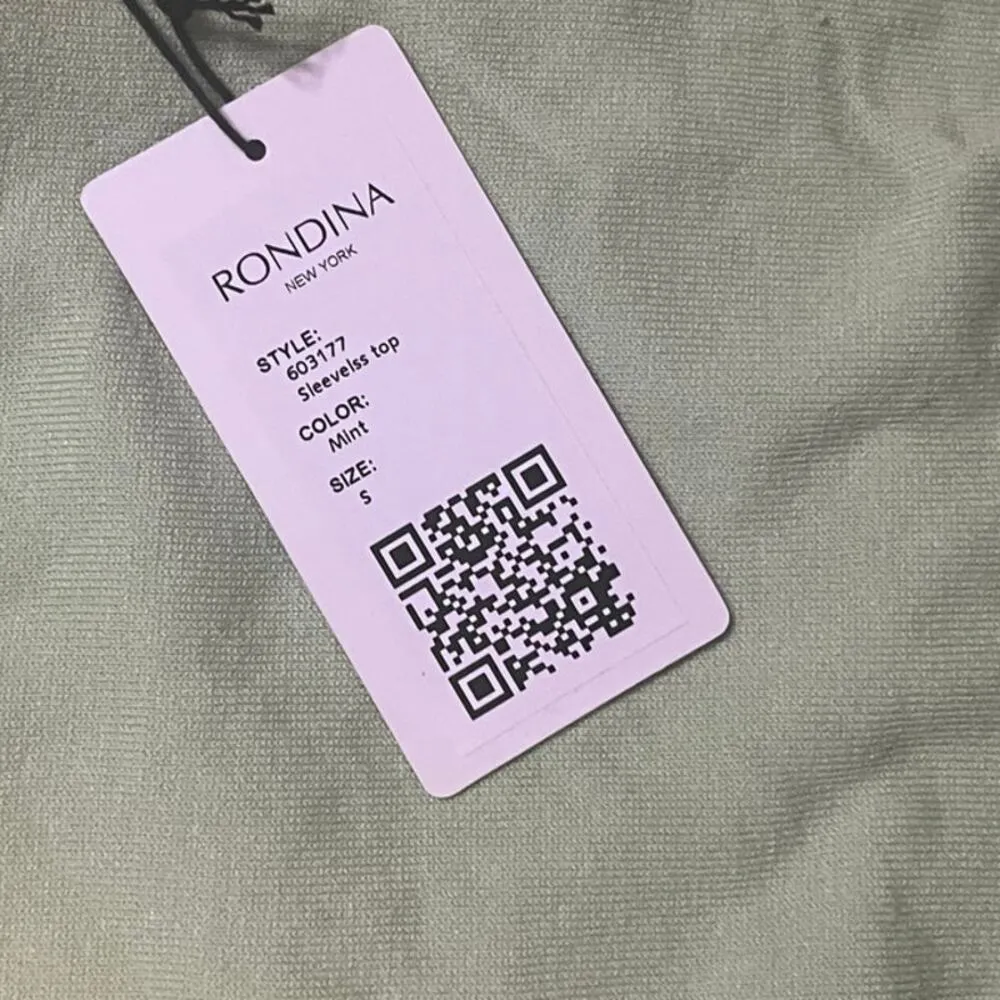 RONDINA
NEW YORK
STYLE:
603177
Sleevelss top
COLOR:
Mint
SIZE:
S